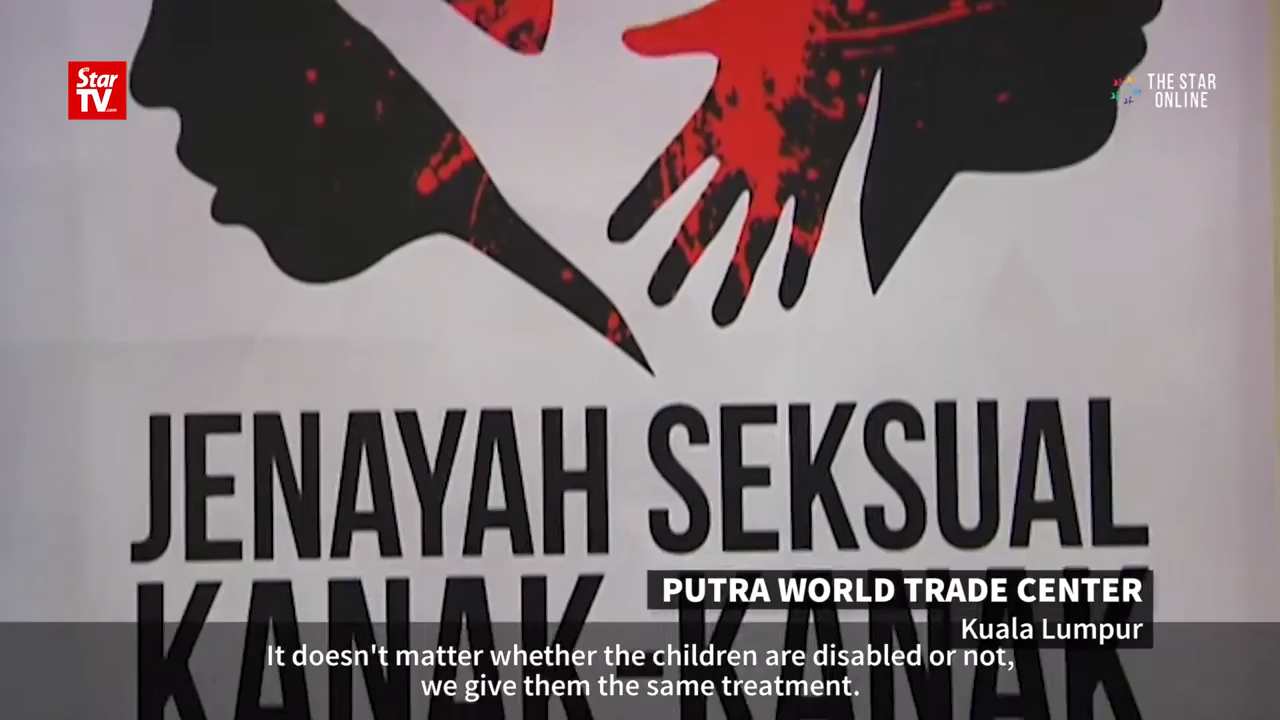 Star
TV.com
THE STAR
ONLINE
JENAYAH SEKSUAL
KANAK-KANAK
PUTRA WORLD TRADE CENTER
Kuala Lumpur
It doesn't matter whether the children are disabled or not,
we give them the same treatment.